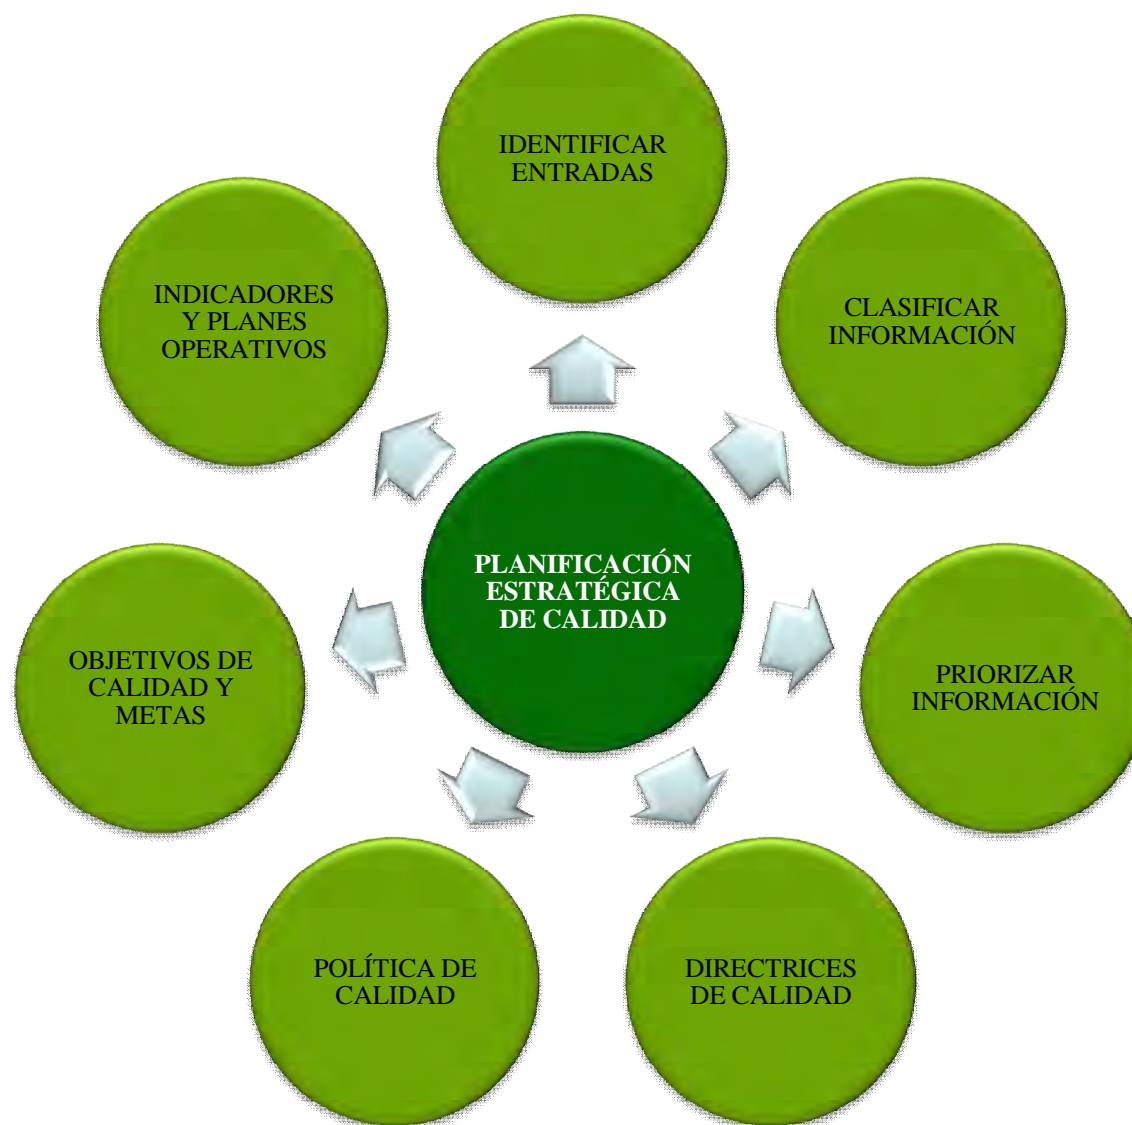 IDENTIFICAR
ENTRADAS
CLASIFICAR
INFORMACIÓN
PRIORIZAR
INFORMACIÓN
DIRECTRICES
DE CALIDAD
POLÍTICA DE
CALIDAD
OBJETIVOS DE
CALIDAD Y
METAS
INDICADORES
Y PLANES
OPERATIVOS
PLANIFICACIÓN
ESTRATÉGICA
DE CALIDAD